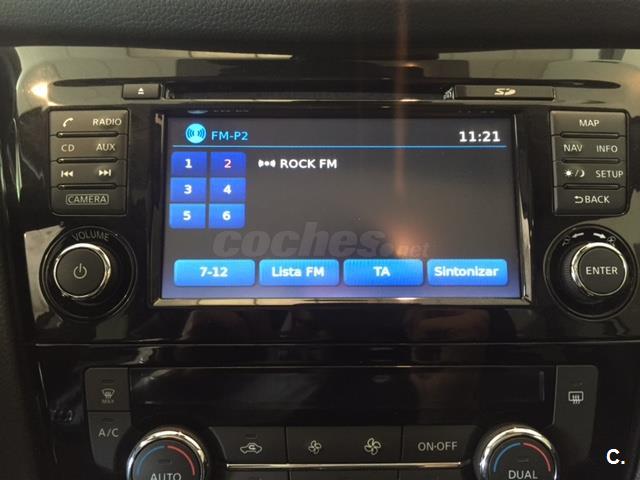 SD
RADIO
CD AUX
CAMERA
VOLUME
FM-P2 11:21
1 2 ROCK FM
3 4
5 6
coches.net
7-12 Lista FM TA Sintonizar
MAP
NAV INFO
SETUP
BACK
ENTER
MAX
A/C
AUTO
ON·OFF
DUAL
C.